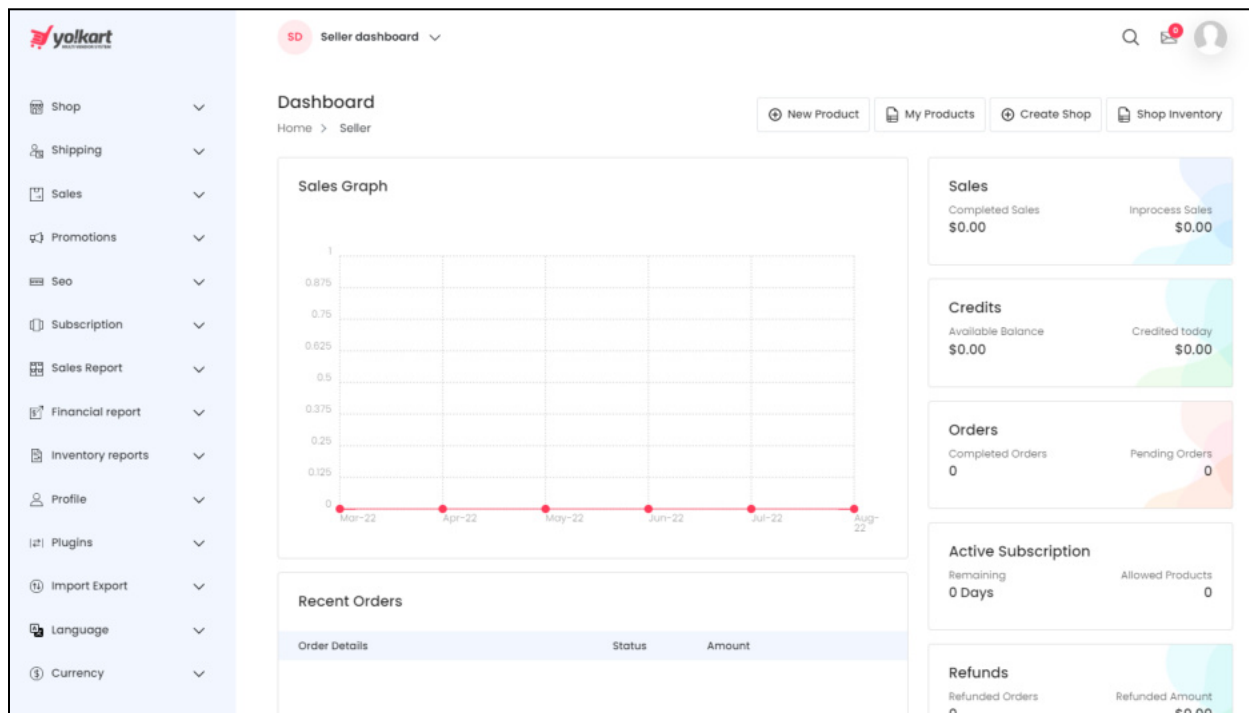 yo!kart
SD Seller dashboard
0
Shop
Shipping
Sales
Promotions
Seo
Subscription
Sales Report
Financial report
Inventory reports
Profile
Plugins
Import Export
Language
Currency
Dashboard
Home > Seller
New Product
My Products
Create Shop
Shop Inventory
Sales Graph
1
0.875
0.75
0.625
0.5
0.375
0.25
0.125
0
Mar-22 Apr-22 May-22 Jun-22 Jul-22 Aug-
22
Recent Orders
Order Details Status Amount
Sales
Completed Sales Inprocess Sales
$0.00 $0.00
Credits
Available Balance Credited today
$0.00 $0.00
Orders
Completed Orders Pending Orders
0 0
Active Subscription
Remaining Allowed Products
0 Days 0
Refunds
Refunded Orders Refunded Amount
0 $0.00